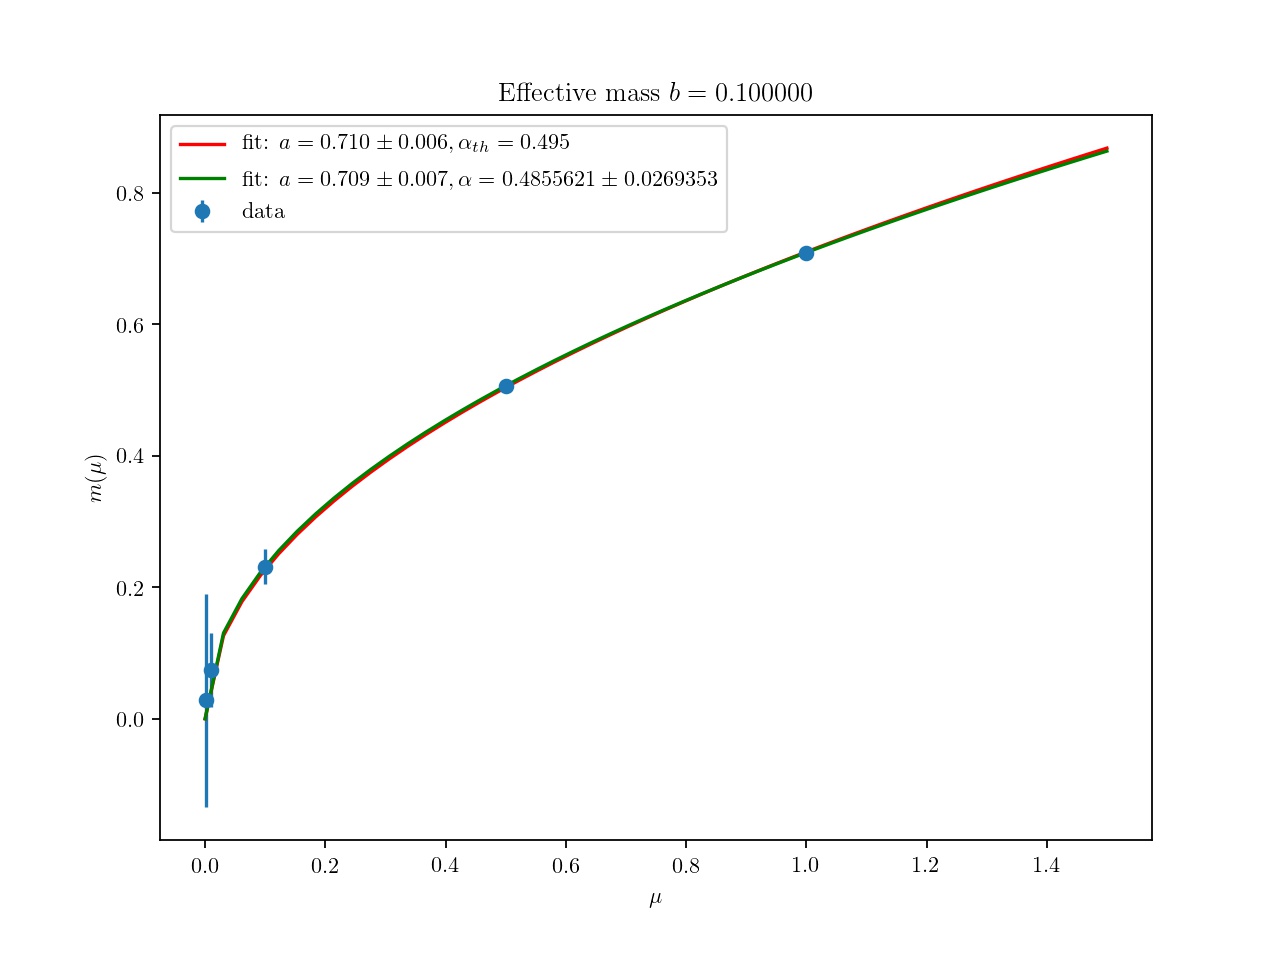 Effective mass b = 0.100000
fit: a = 0.710 ± 0.006, α_{th} = 0.495
fit: a = 0.709 ± 0.007, α = 0.4855621 ± 0.0269353
data
0.8
0.6
0.4
0.2
0.0
m(μ)
0.0 0.2 0.4 0.6 0.8 1.0 1.2 1.4
μ